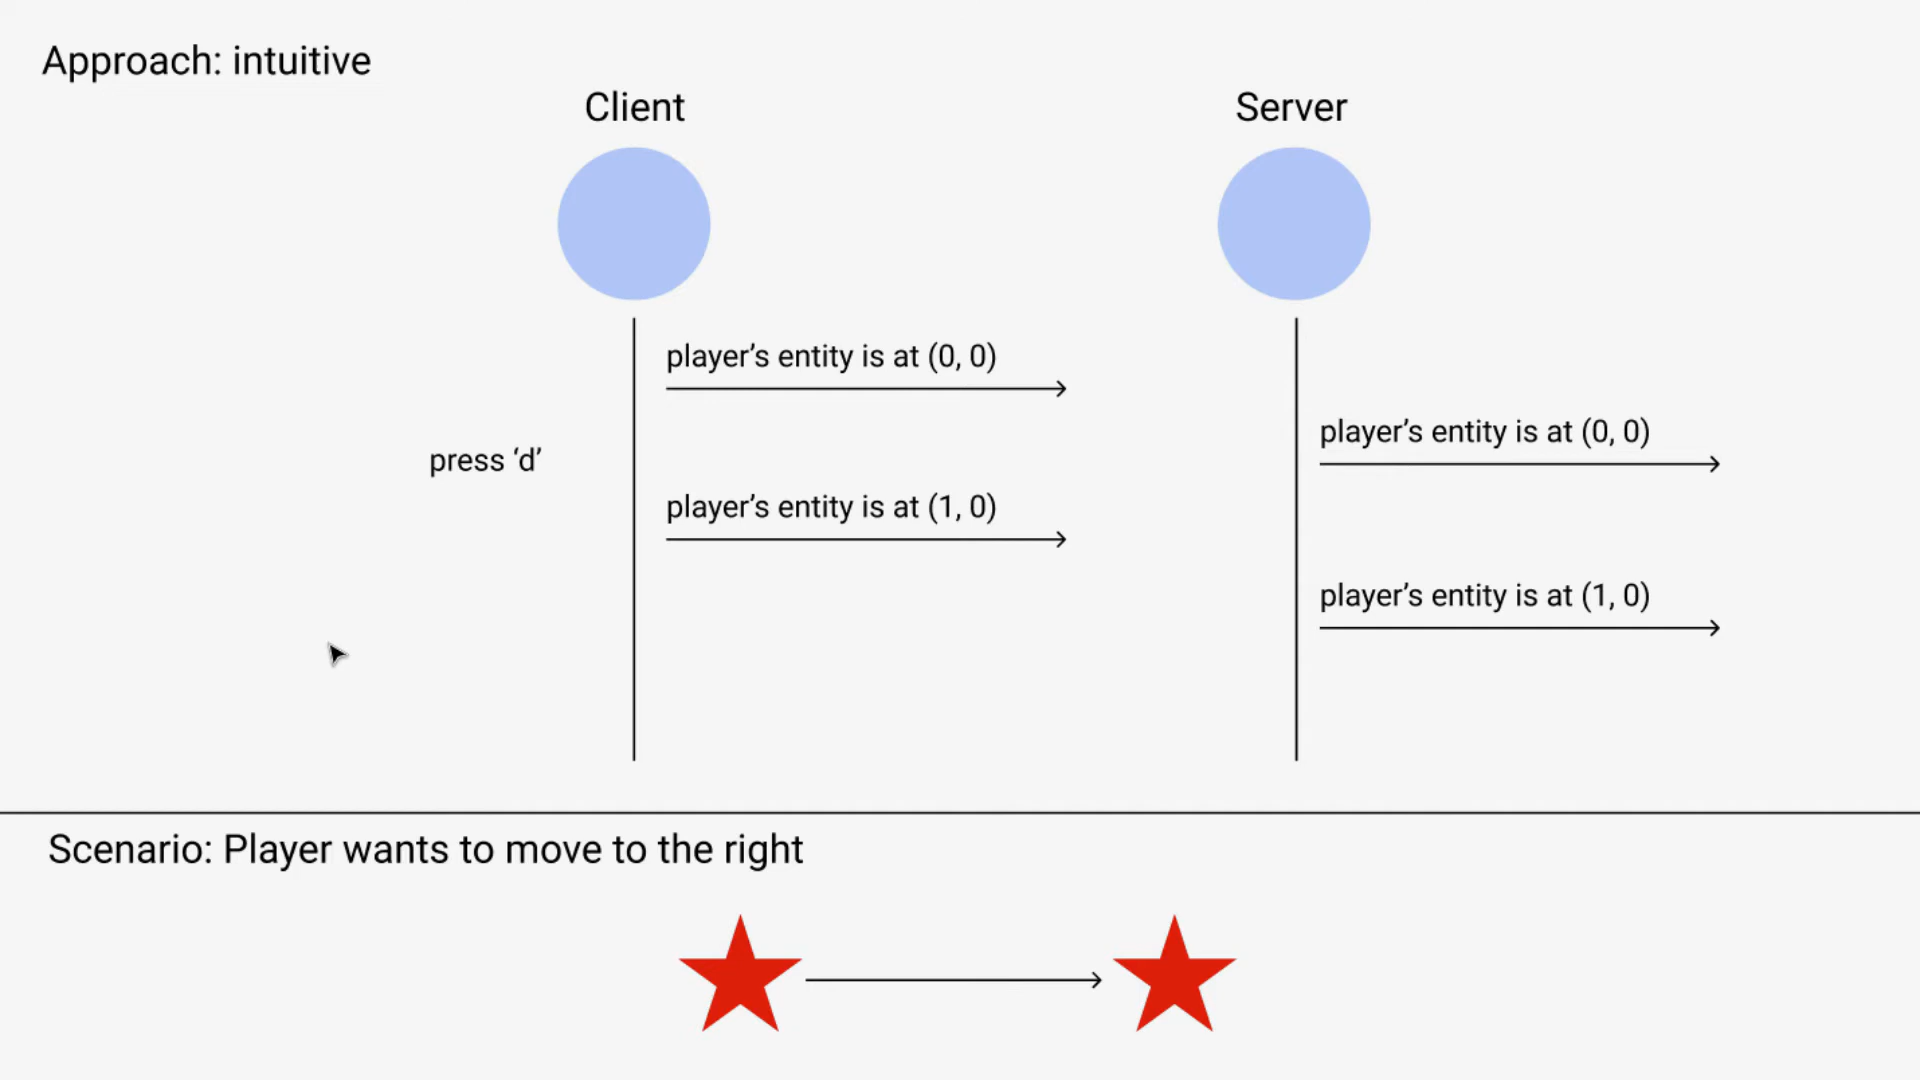 Approach: intuitive
Client
Server
player’s entity is at (0, 0)
player’s entity is at (0, 0)
press ‘d’
player’s entity is at (1, 0)
player’s entity is at (1, 0)
Scenario: Player wants to move to the right